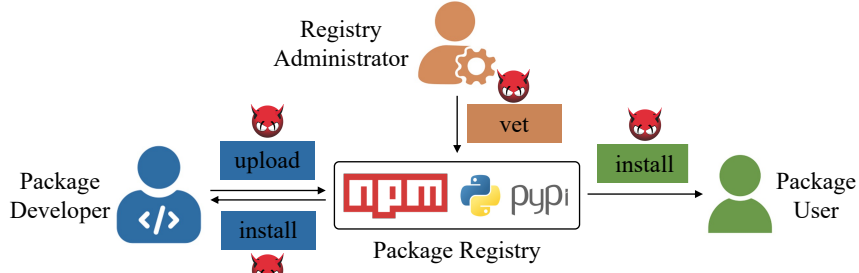 Registry
Administrator
vet
upload
install
Package
Developer
</>
install
npm
pypi
Package Registry
Package
User